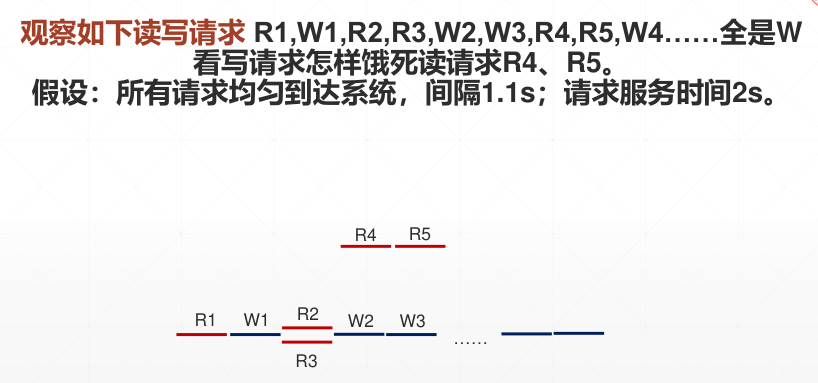 观察如下读写请求 R1,W1,R2,R3,W2,W3,R4,R5,W4……全是W
看写请求怎样饿死读请求R4、R5。
假设：所有请求均匀到达系统，间隔1.1s；请求服务时间2s。
R4 R5
R1 W1 R2 W2 W3
……
R3